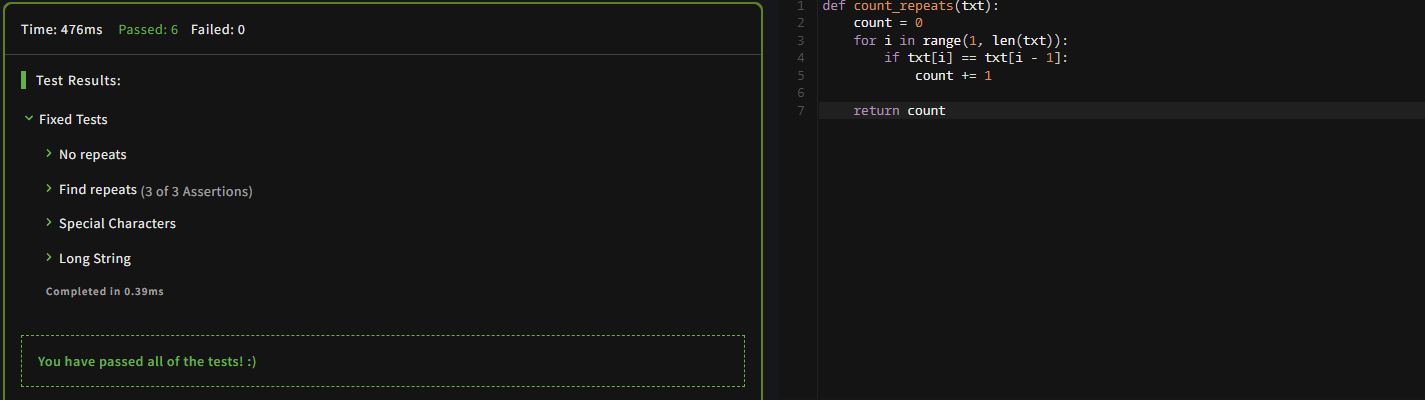 Time: 476ms Passed: 6 Failed: 0
Test Results:
Fixed Tests
No repeats
Find repeats (3 of 3 Assertions)
Special Characters
Long String
Completed in 0.39ms
You have passed all of the tests! :)
1 def count_repeats(txt):
2     count = 0
3     for i in range(1, len(txt)):
4         if txt[i] == txt[i - 1]:
5             count += 1
6
7     return count